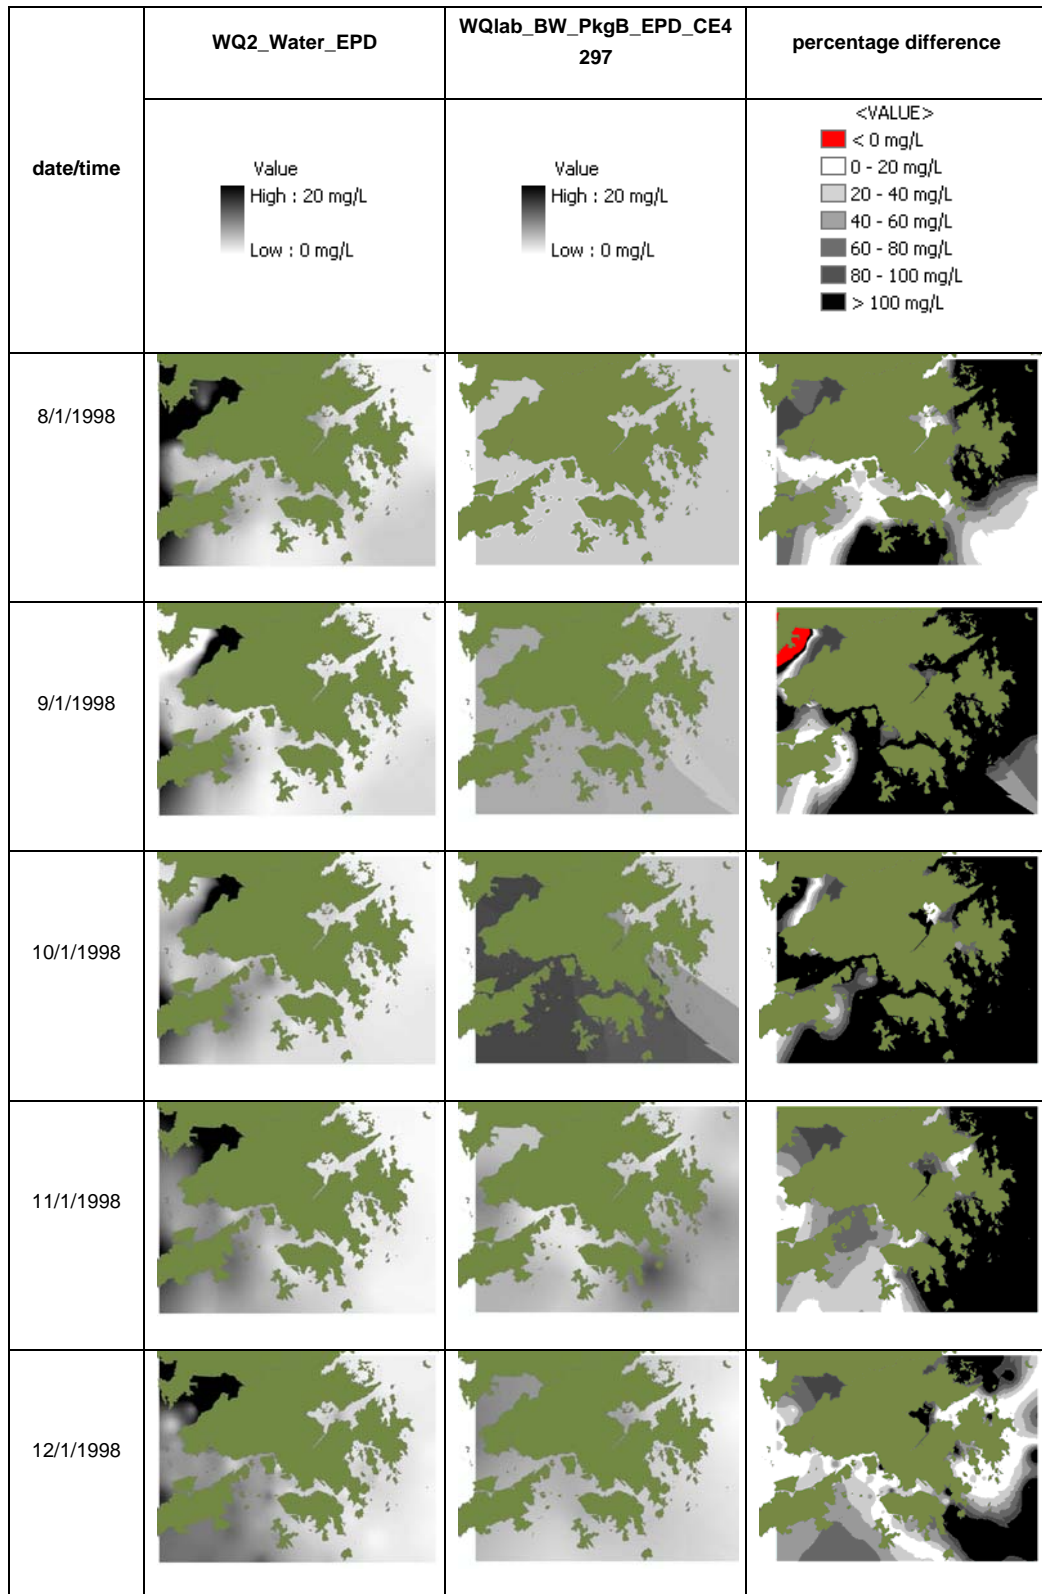 WQ2_Water_EPD
WQlab_BW_PkgB_EPD_CE4
297
percentage difference
date/time
Value
High : 20 mg/L
Low : 0 mg/L
Value
High : 20 mg/L
Low : 0 mg/L
<VALUE>
< 0 mg/L
0 - 20 mg/L
20 - 40 mg/L
40 - 60 mg/L
60 - 80 mg/L
80 - 100 mg/L
> 100 mg/L
8/1/1998
9/1/1998
10/1/1998
11/1/1998
12/1/1998